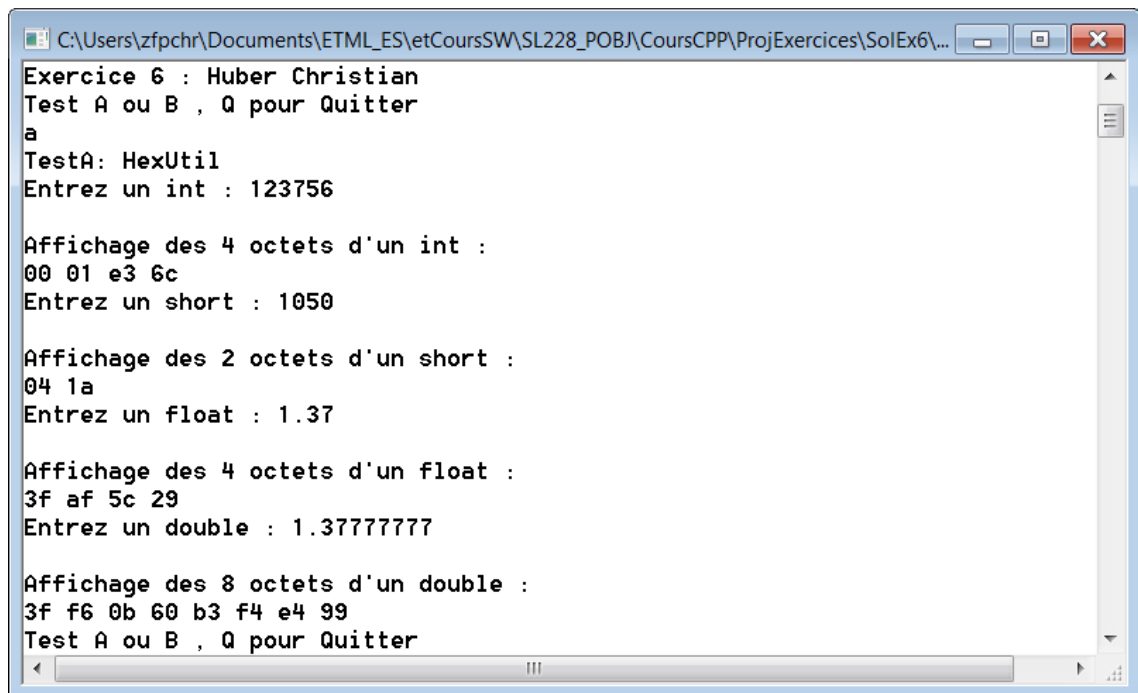 C:\Users\zfpchr\Documents\ETML_ES\etCoursSW\SL228_POBJ\CoursCPP\ProjExercices\SolEx6\...
Exercice 6 : Huber Christian
Test A ou B , Q pour Quitter
a
TestA: HexUtil
Entrez un int : 123756
Affichage des 4 octets d'un int :
00 01 e3 6c
Entrez un short : 1050
Affichage des 2 octets d'un short :
04 1a
Entrez un float : 1.37
Affichage des 4 octets d'un float :
3f af 5c 29
Entrez un double : 1.37777777
Affichage des 8 octets d'un double :
3f f6 0b 60 b3 f4 e4 99
Test A ou B , Q pour Quitter